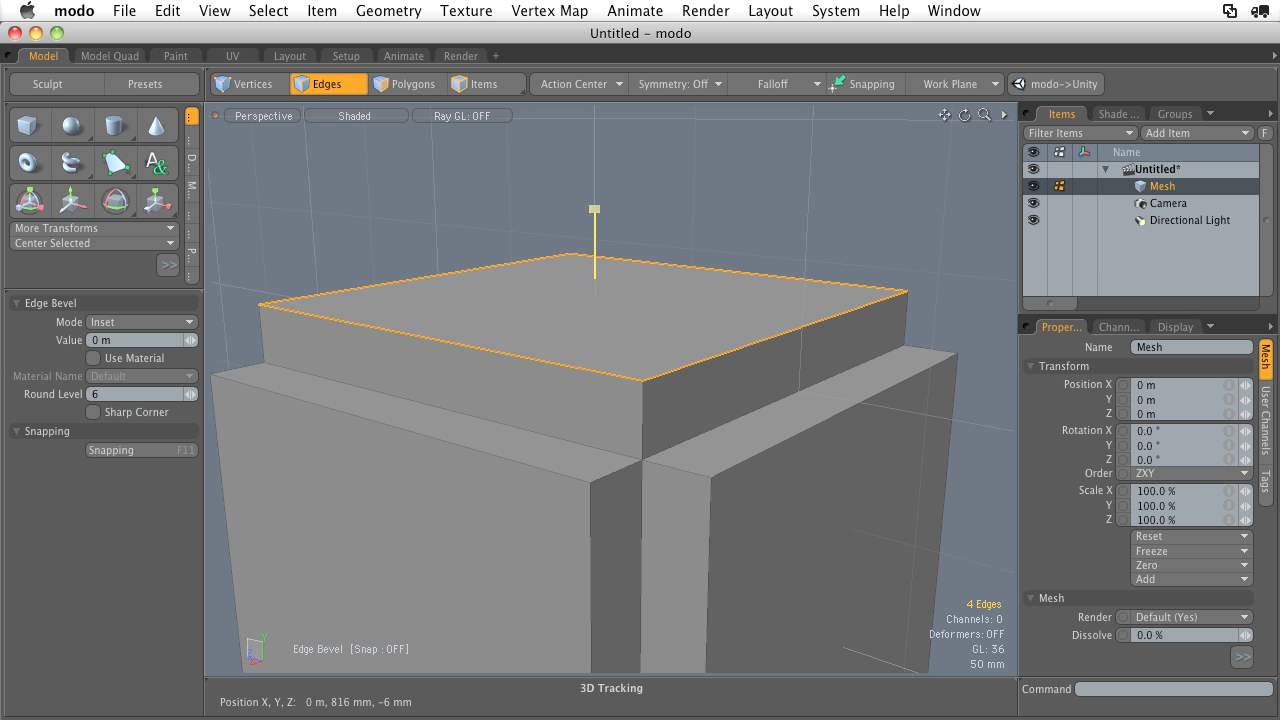 modo File Edit View Select Item Geometry Texture Vertex Map Animate Render Layout System Help Window
Untitled – modo
Model Model Quad Paint UV Layout Setup Animate Render +
Sculpt Presets
Vertices Edges Polygons Items Action Center Symmetry: Off Falloff Snapping Work Plane modo->Unity
Perspective Shaded Ray GL: OFF
D...
M...
P...
More Transforms
Center Selected
>>
Edge Bevel
Mode Inset
Value 0 m
Use Material
Material Name Default
Round Level 6
Sharp Corner
Snapping
Snapping F11
4 Edges
Channels: 0
Deformers: OFF
GL: 36
50 mm
Edge Bevel [Snap : OFF]
3D Tracking
Position X, Y, Z: 0 m, 816 mm, -6 mm
Items Shade ... Groups
Filter Items Add Item F
Name
Untitled*
Mesh
Camera
Directional Light
Proper... Chann... Display
Name Mesh
Transform
Position X 0 m
Y 0 m
Z 0 m
Rotation X 0.0 °
Y 0.0 °
Z 0.0 °
Order ZXY
Scale X 100.0 %
Y 100.0 %
Z 100.0 %
Reset
Freeze
Zero
Add
Mesh
Render Default (Yes)
Dissolve 0.0 %
>>
Mesh
User Channels
Tags
Command